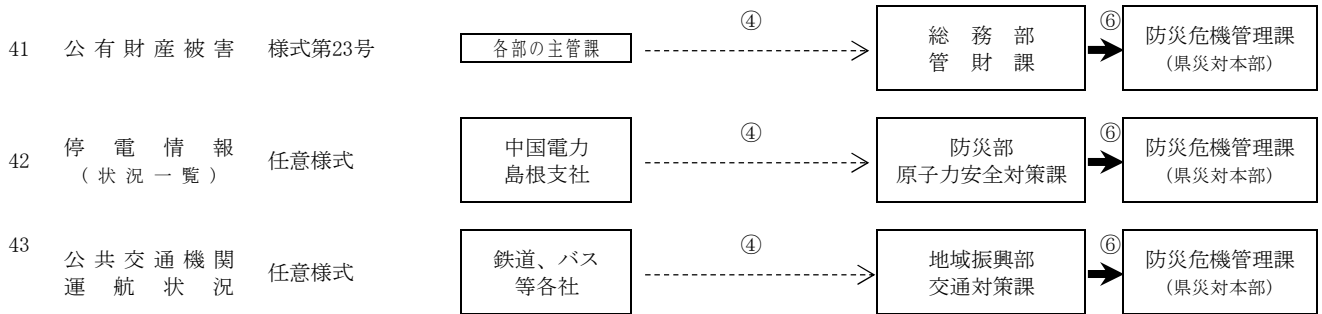 41 公有財産被害 様式第23号 各部の主管課 ④ 総務部 管財課 ⑥ 防災危機管理課 (県災対本部)
42 停電情報 (状況一覧) 任意様式 中国電力 島根支社 ④ 防災部 原子力安全対策課 ⑥ 防災危機管理課 (県災対本部)
43 公共交通機関 運航状況 任意様式 鉄道、バス 等各社 ④ 地域振興部 交通対策課 ⑥ 防災危機管理課 (県災対本部)